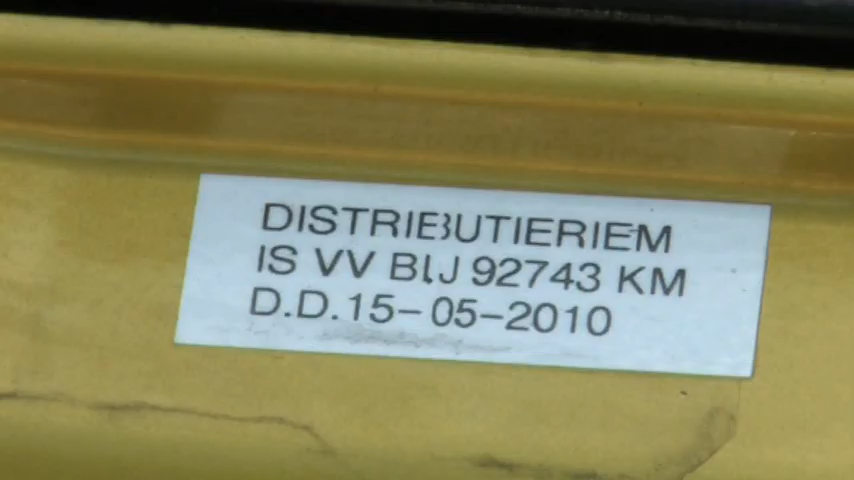 DISTRIBUTIERIEM
IS VV BIJ 92743 KM
D.D.15-05-2010